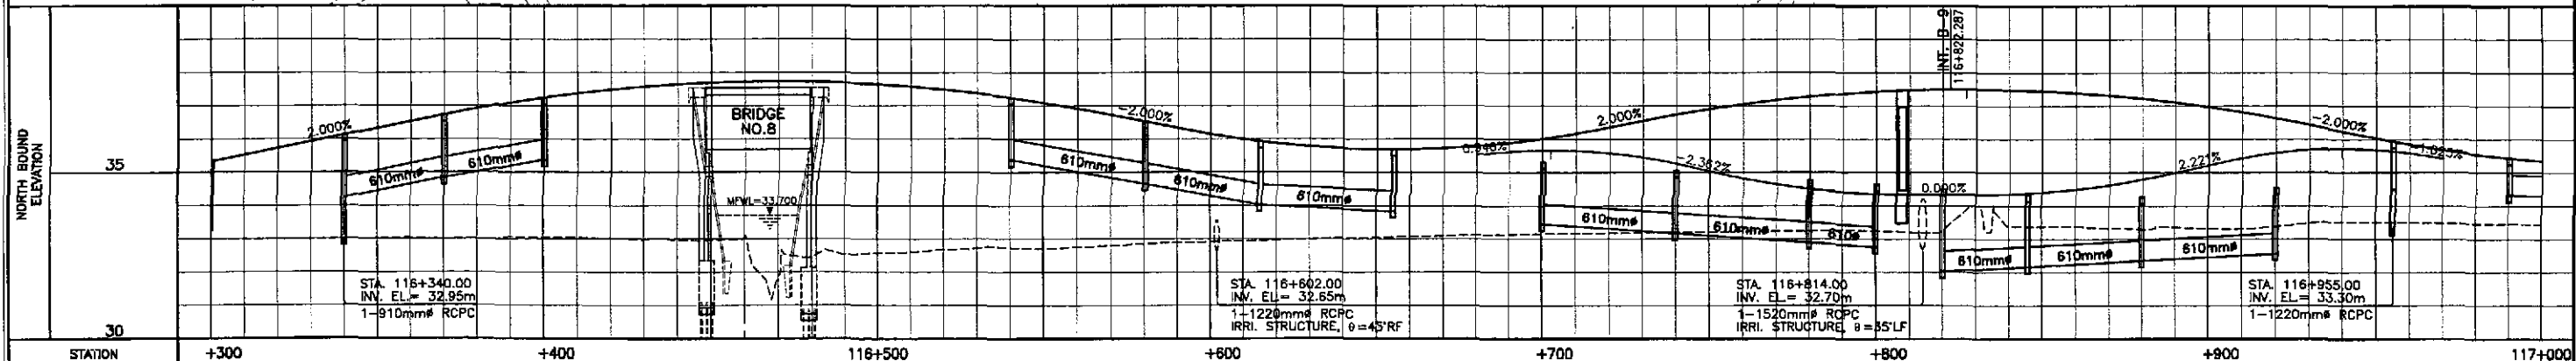 INT. B-9
116+822.287
NORTH BOUND
ELEVATION
35
30
2.000%
610mmø
610mmø
BRIDGE
NO.8
MFWL=33.700
-2.000%
610mmø
610mmø
610mmø
0.946%
2.000%
-2.362%
610mmø
610mmø
610ø
0.000%
2.221%
-2.000%
610mmø
610mmø
610mmø
STA. 116+340.00
INV. EL.= 32.95m
1-910mmø RCPC
STA. 116+602.00
INV. EL.= 32.65m
1-1220mmø RCPC
IRRI. STRUCTURE, θ=45°RF
STA. 116+814.00
INV. EL.= 32.70m
1-1520mmø RCPC
IRRI. STRUCTURE, θ=35°LF
STA. 116+955.00
INV. EL.= 33.30m
1-1220mmø RCPC
STATION
+300
+400
116+500
+600
+700
+800
+900
117+000